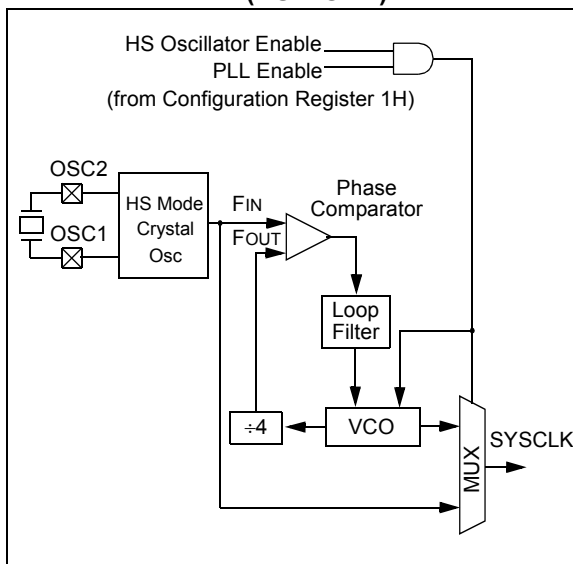 HS Oscillator Enable
PLL Enable
(from Configuration Register 1H)
OSC2
OSC1
HS Mode
Crystal
Osc
FIN
FOUT
Phase
Comparator
Loop
Filter
÷4
VCO
MUX
SYSCLK